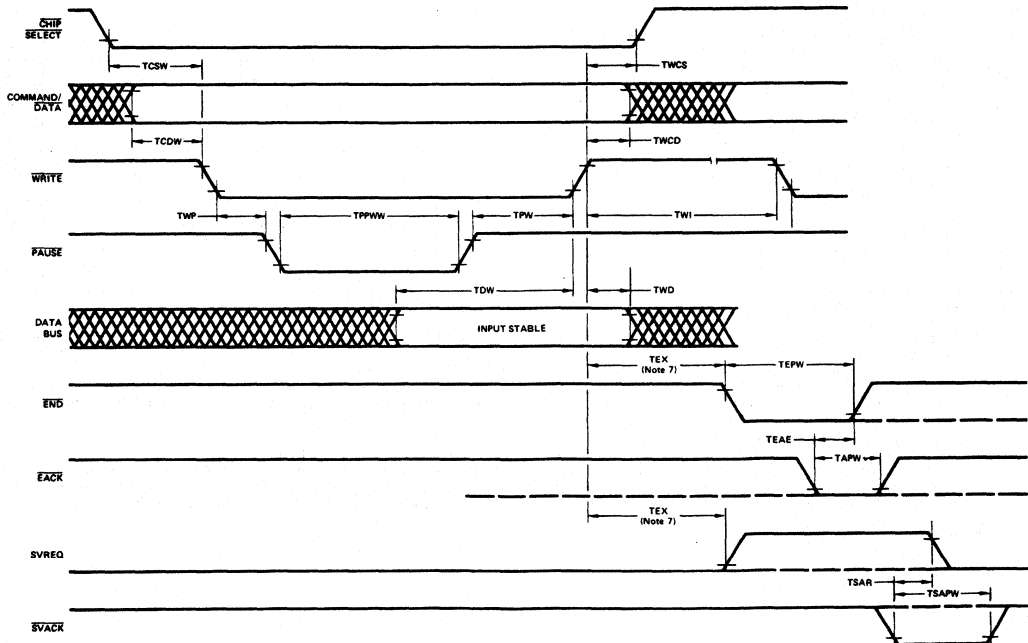 CHIP
SELECT
TCSW
TWCS
COMMAND/
DATA
TCDW
TWCD
WRITE
TWP
TPPWW
TPW
TWI
PAUSE
TDW
TWD
DATA
BUS
INPUT STABLE
TEX
(Note 7)
TEPW
END
TEAE
TAPW
EACK
TEX
(Note 7)
SVREQ
TSAR
TSAPW
SVACK